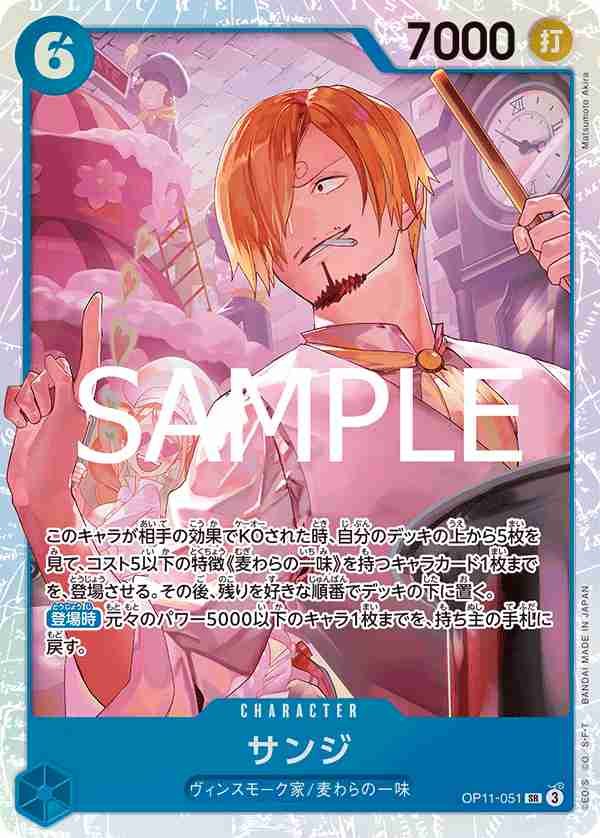 6
7000 打
Matsumoto Akira
SAMPLE
このキャラが相手の効果でKOされた時、自分のデッキの上から5枚を
見て、コスト5以下の特徴《麦わらの一味》を持つキャラカード1枚まで
を、登場させる。その後、残りを好きな順番でデッキの下に置く。
登場時 元々のパワー5000以下のキャラ1枚までを、持ち主の手札に
戻す。
CHARACTER
サンジ
ヴィンスモーク家/麦わらの一味
OP11-051 SR 3
©E.O/S. ©O.・S・F・T BANDAI MADE IN JAPAN